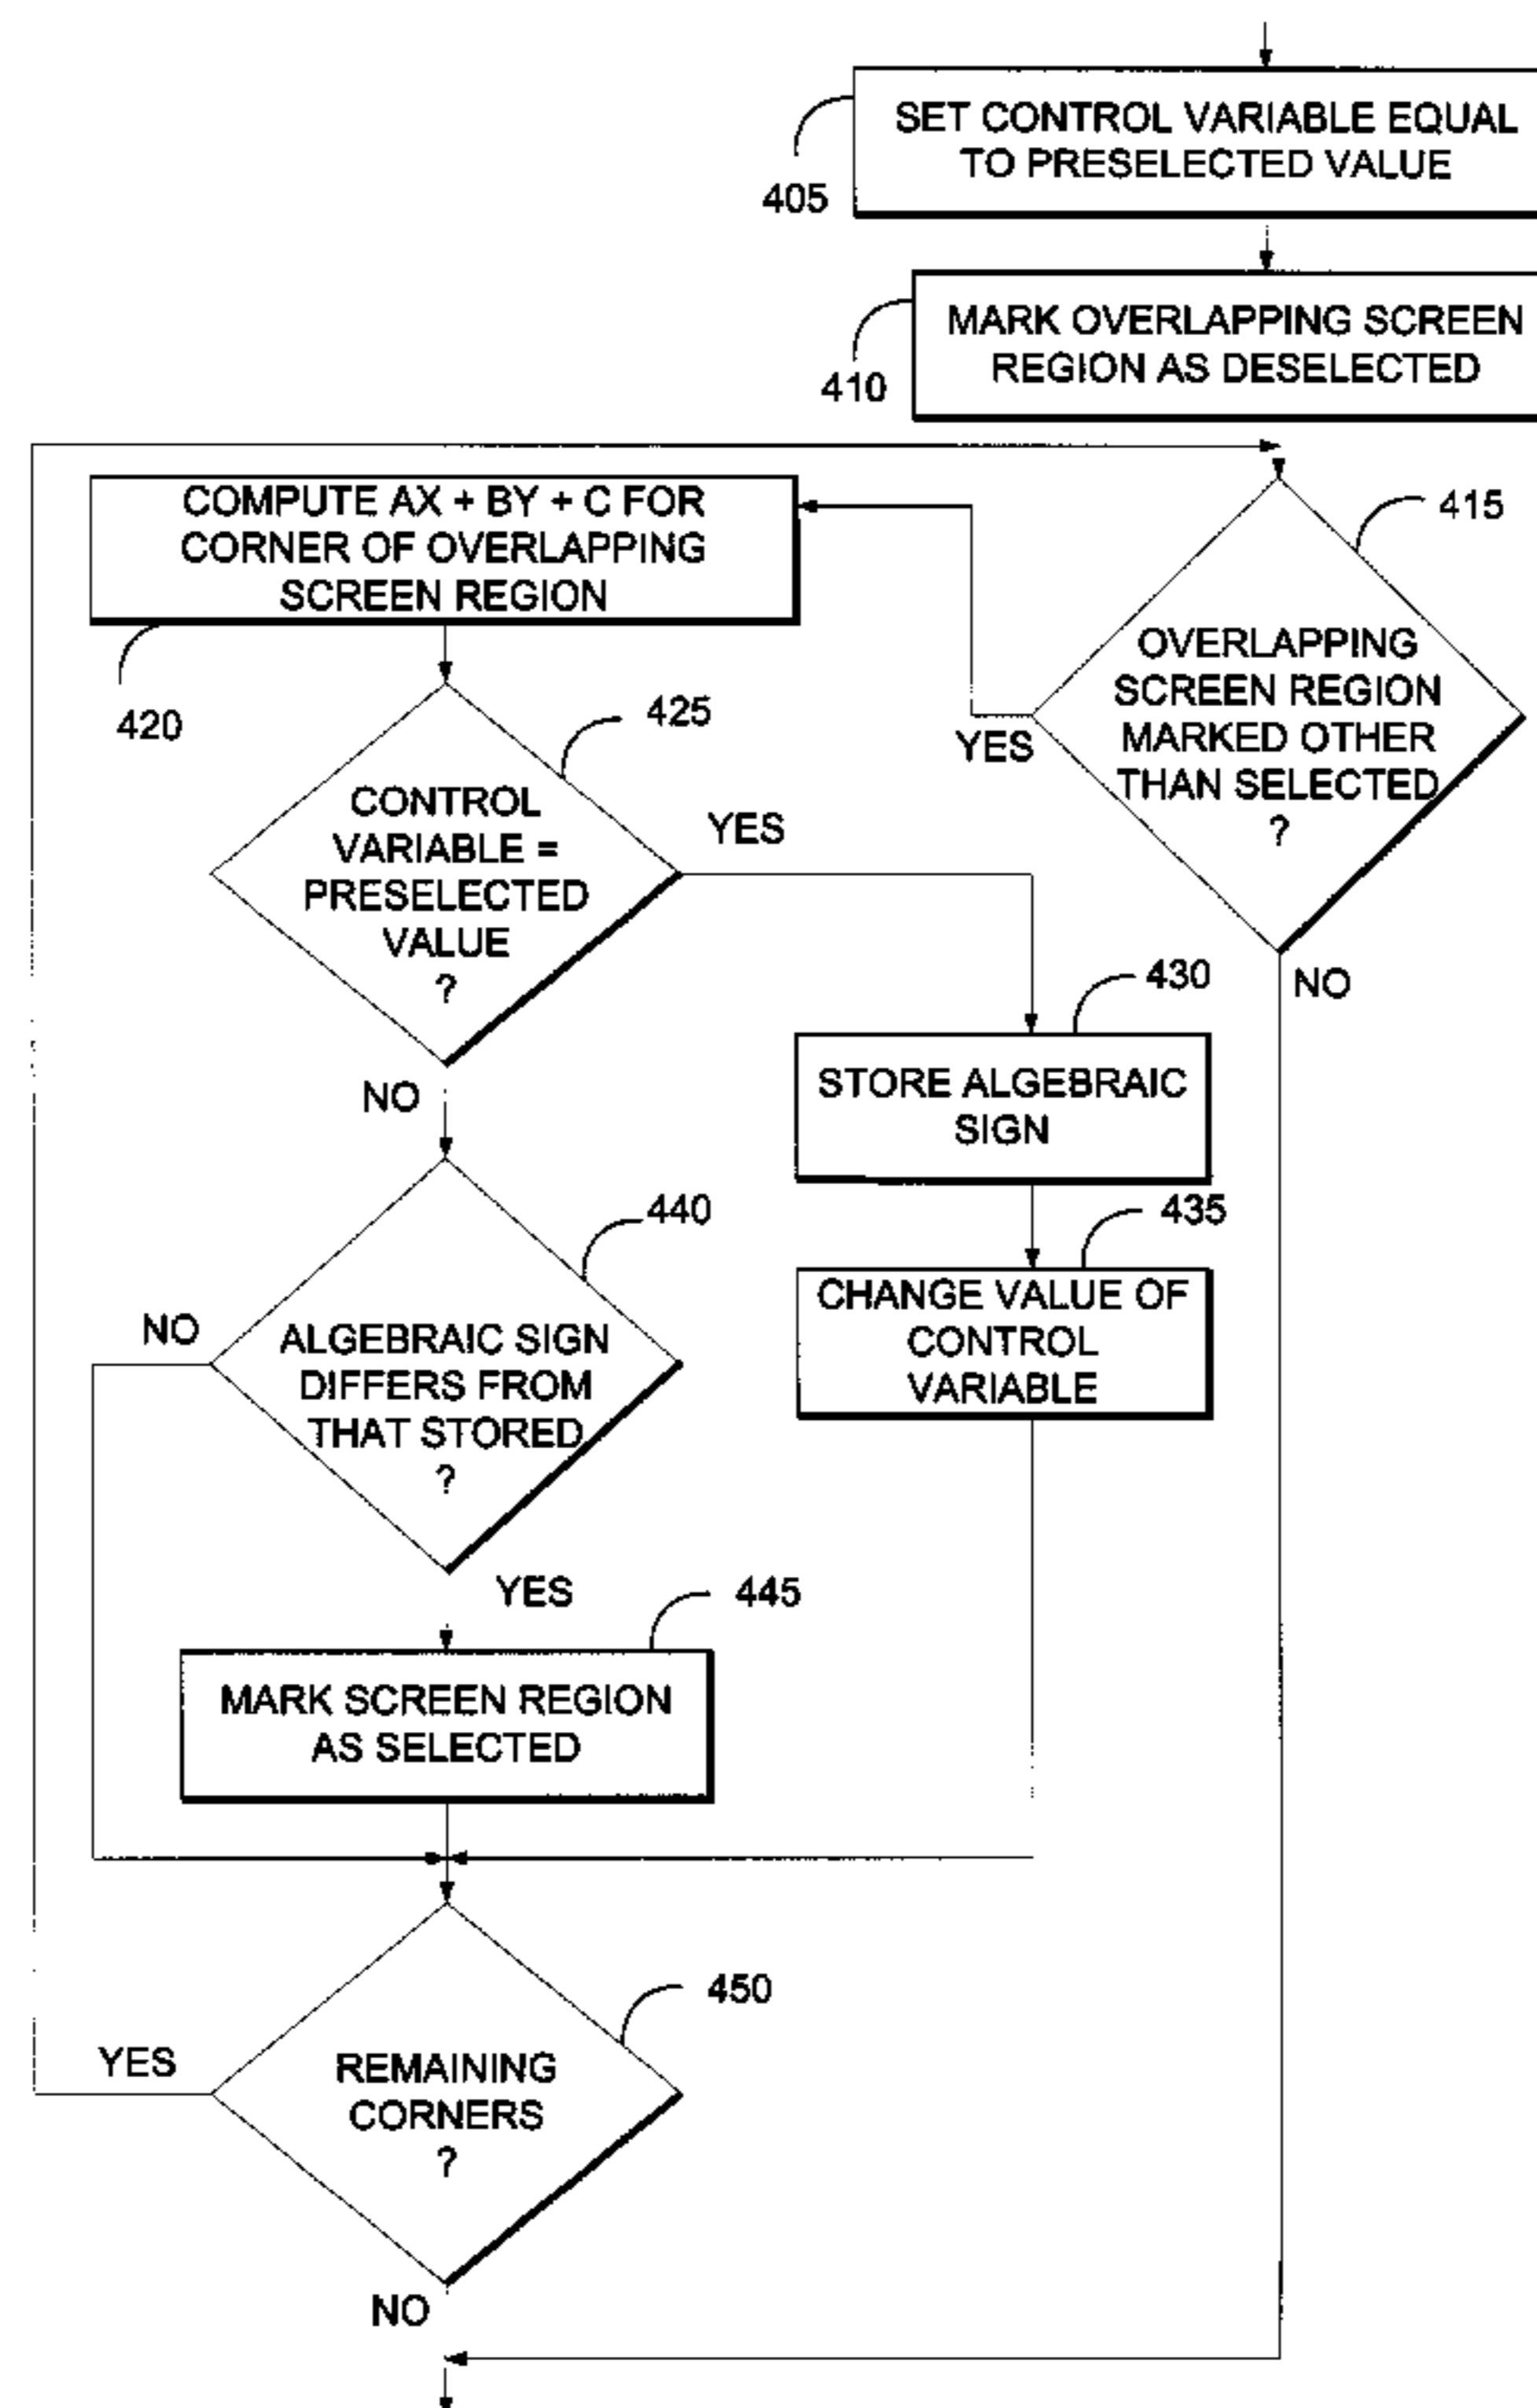 SET CONTROL VARIABLE EQUAL
TO PRESELECTED VALUE
405
MARK OVERLAPPING SCREEN
REGION AS DESELECTED
410
COMPUTE AX + BY + C FOR
CORNER OF OVERLAPPING
SCREEN REGION
420
415
OVERLAPPING
SCREEN REGION
MARKED OTHER
THAN SELECTED
?
YES
NO
425
CONTROL
VARIABLE =
PRESELECTED
VALUE
?
YES
NO
430
STORE ALGEBRAIC
SIGN
435
CHANGE VALUE OF
CONTROL
VARIABLE
440
NO
ALGEBRAIC SIGN
DIFFERS FROM
THAT STORED
?
YES
445
MARK SCREEN REGION
AS SELECTED
450
YES
REMAINING
CORNERS
?
NO